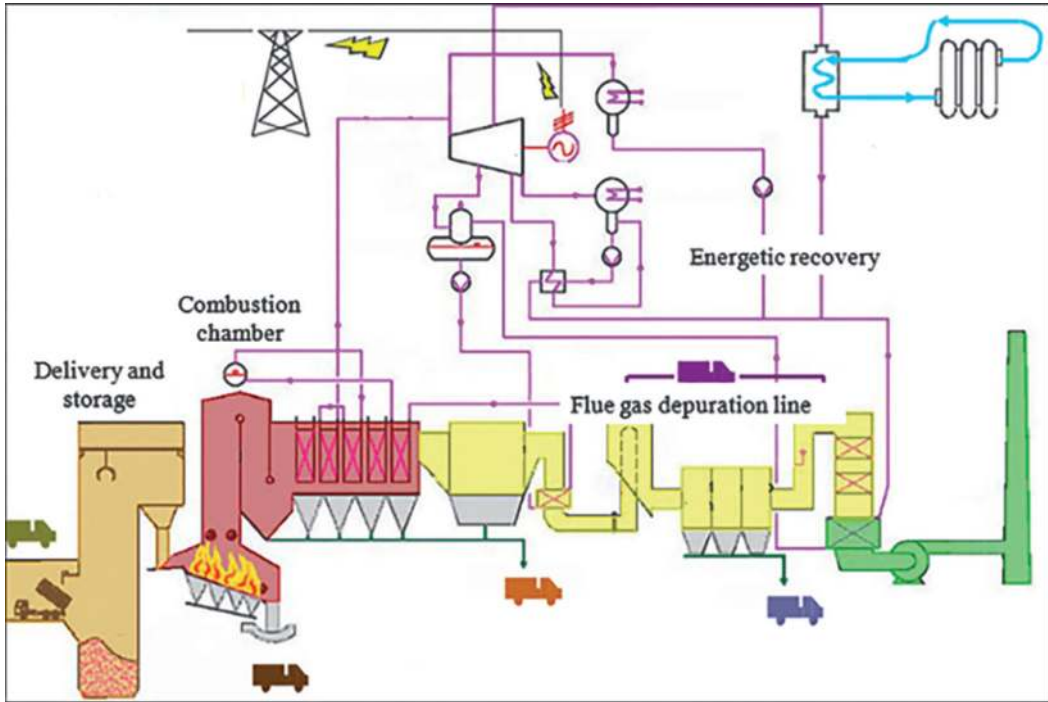 Energetic recovery
Combustion
chamber
Delivery and
storage
Flue gas depuration line